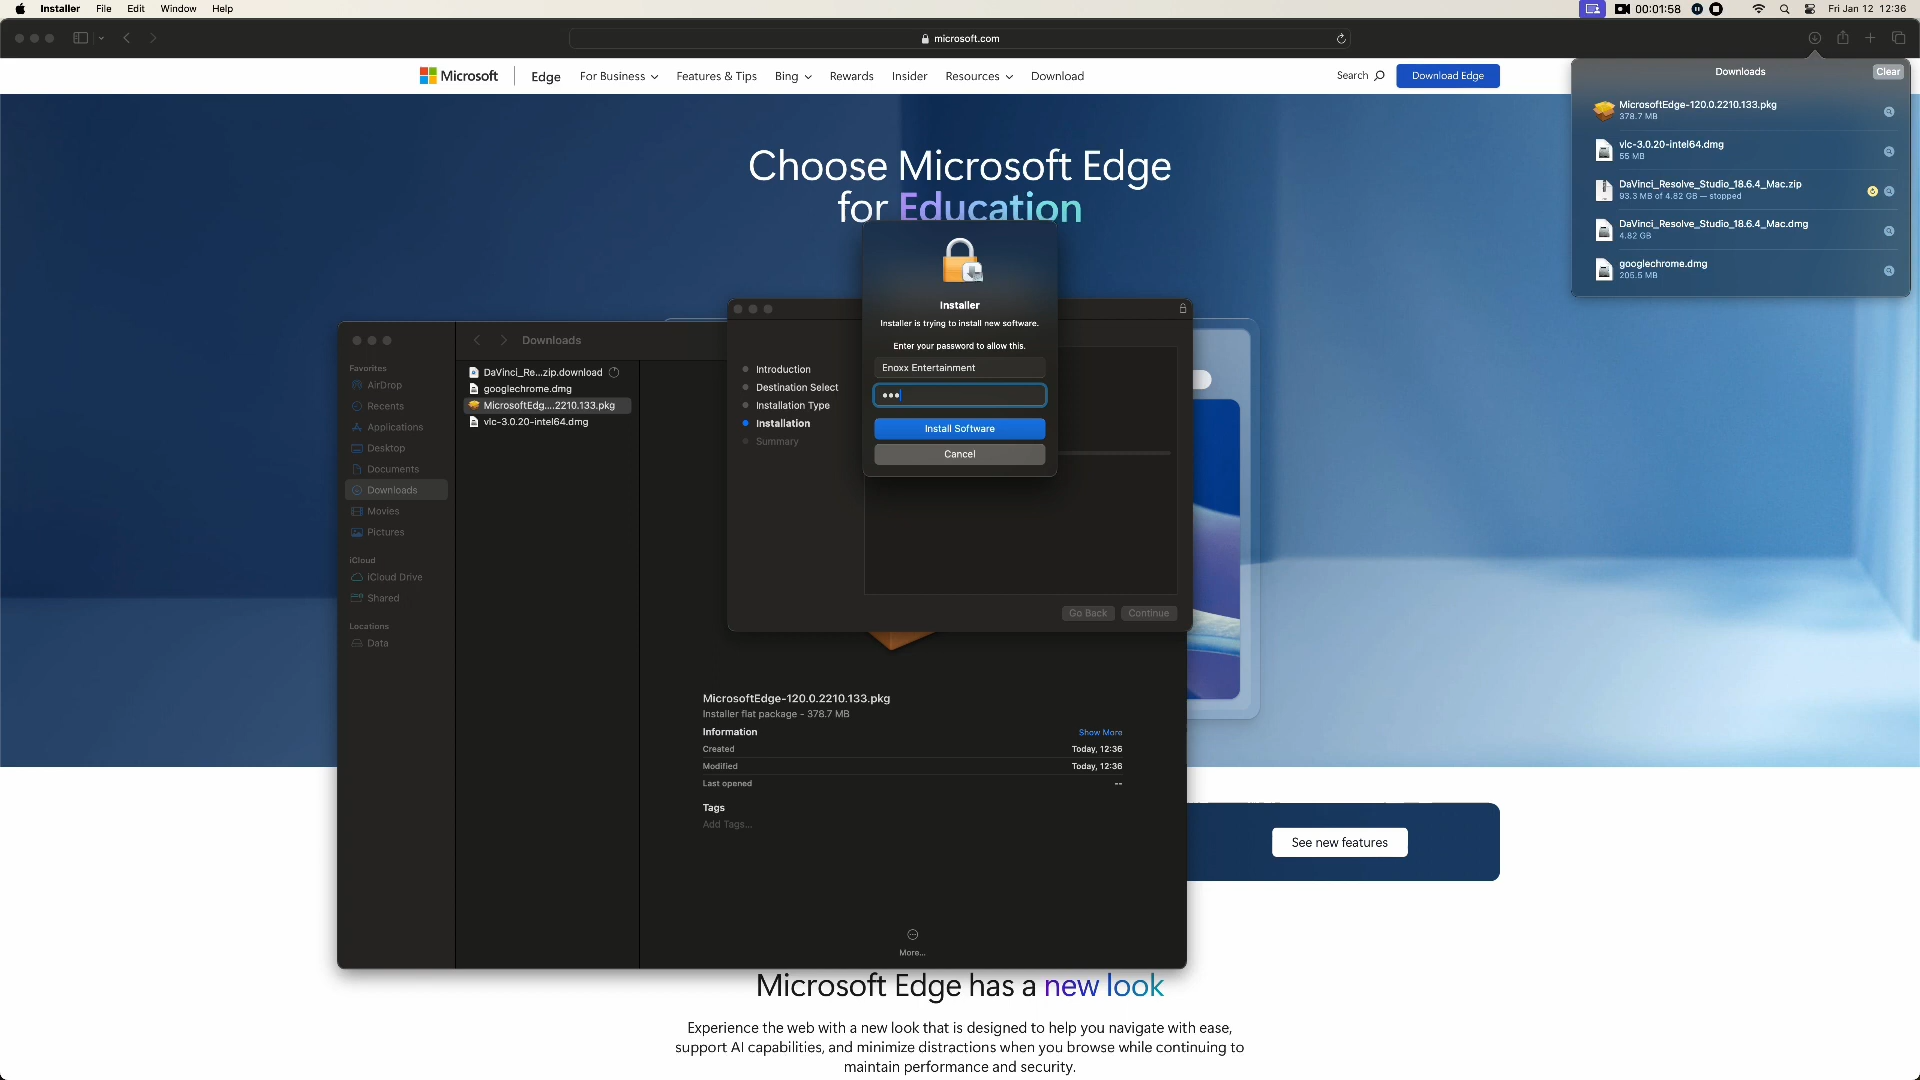 Installer File Edit Window Help
00:01:58
Fri Jan 12 12:36
microsoft.com
Microsoft Edge For Business Features & Tips Bing Rewards Insider Resources Download
Search Download Edge
Choose Microsoft Edge
for Education
Downloads Clear
MicrosoftEdge-120.0.2210.133.pkg
378.7 MB
vlc-3.0.20-intel64.dmg
55 MB
DaVinci_Resolve_Studio_18.6.4_Mac.zip
93.3 MB of 4.82 GB — stopped
DaVinci_Resolve_Studio_18.6.4_Mac.dmg
4.82 GB
googlechrome.dmg
205.5 MB
Installer
Installer is trying to install new software.
Enter your password to allow this.
Enoxx Entertainment
Install Software
Cancel
Introduction
Destination Select
Installation Type
Installation
Summary
Go Back Continue
Downloads
Favorites
AirDrop
Recents
Applications
Desktop
Documents
Downloads
Movies
Pictures
iCloud
iCloud Drive
Shared
Locations
Data
DaVinci_Re...zip.download
googlechrome.dmg
MicrosoftEdg....2210.133.pkg
vlc-3.0.20-intel64.dmg
MicrosoftEdge-120.0.2210.133.pkg
Installer flat package - 378.7 MB
Information Show More
Created Today, 12:36
Modified Today, 12:36
Last opened --
Tags
Add Tags...
More...
See new features
Microsoft Edge has a new look
Experience the web with a new look that is designed to help you navigate with ease,
support AI capabilities, and minimize distractions when you browse while continuing to
maintain performance and security.